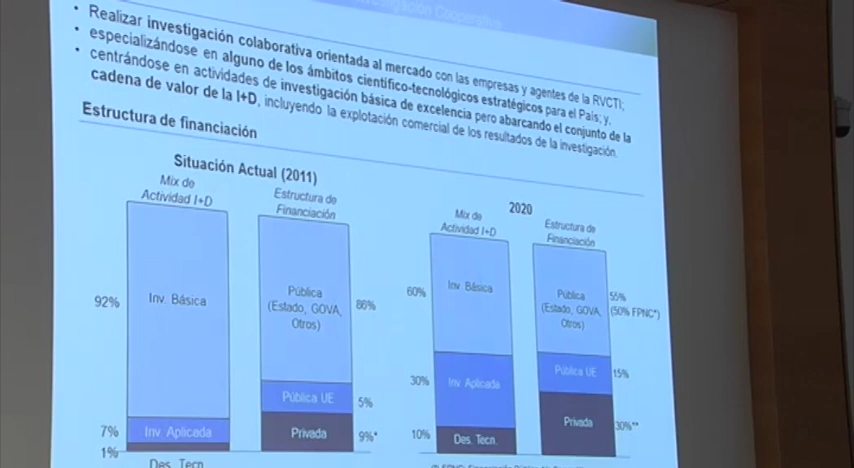 Investigación Cooperativa
• Realizar investigación colaborativa orientada al mercado con las empresas y agentes de la RVCTI;
• especializándose en alguno de los ámbitos científico-tecnológicos estratégicos para el País; y,
• centrándose en actividades de investigación básica de excelencia pero abarcando el conjunto de la
cadena de valor de la I+D, incluyendo la explotación comercial de los resultados de la investigación.
Estructura de financiación
Situación Actual (2011)
Mix de
Actividad I+D
Estructura de
Financiación
92%
Inv. Básica
Pública
(Estado, GOVA,
Otros)
86%
Pública UE
5%
7%
Inv. Aplicada
Privada
9%*
1%
Des. Tecn.
2020
Mix de
Actividad I+D
Estructura de
Financiación
60%
Inv. Básica
Pública
(Estado, GOVA,
Otros)
55%
(50% FPNC*)
30%
Inv. Aplicada
Pública UE
15%
10%
Des. Tecn.
Privada
30%**